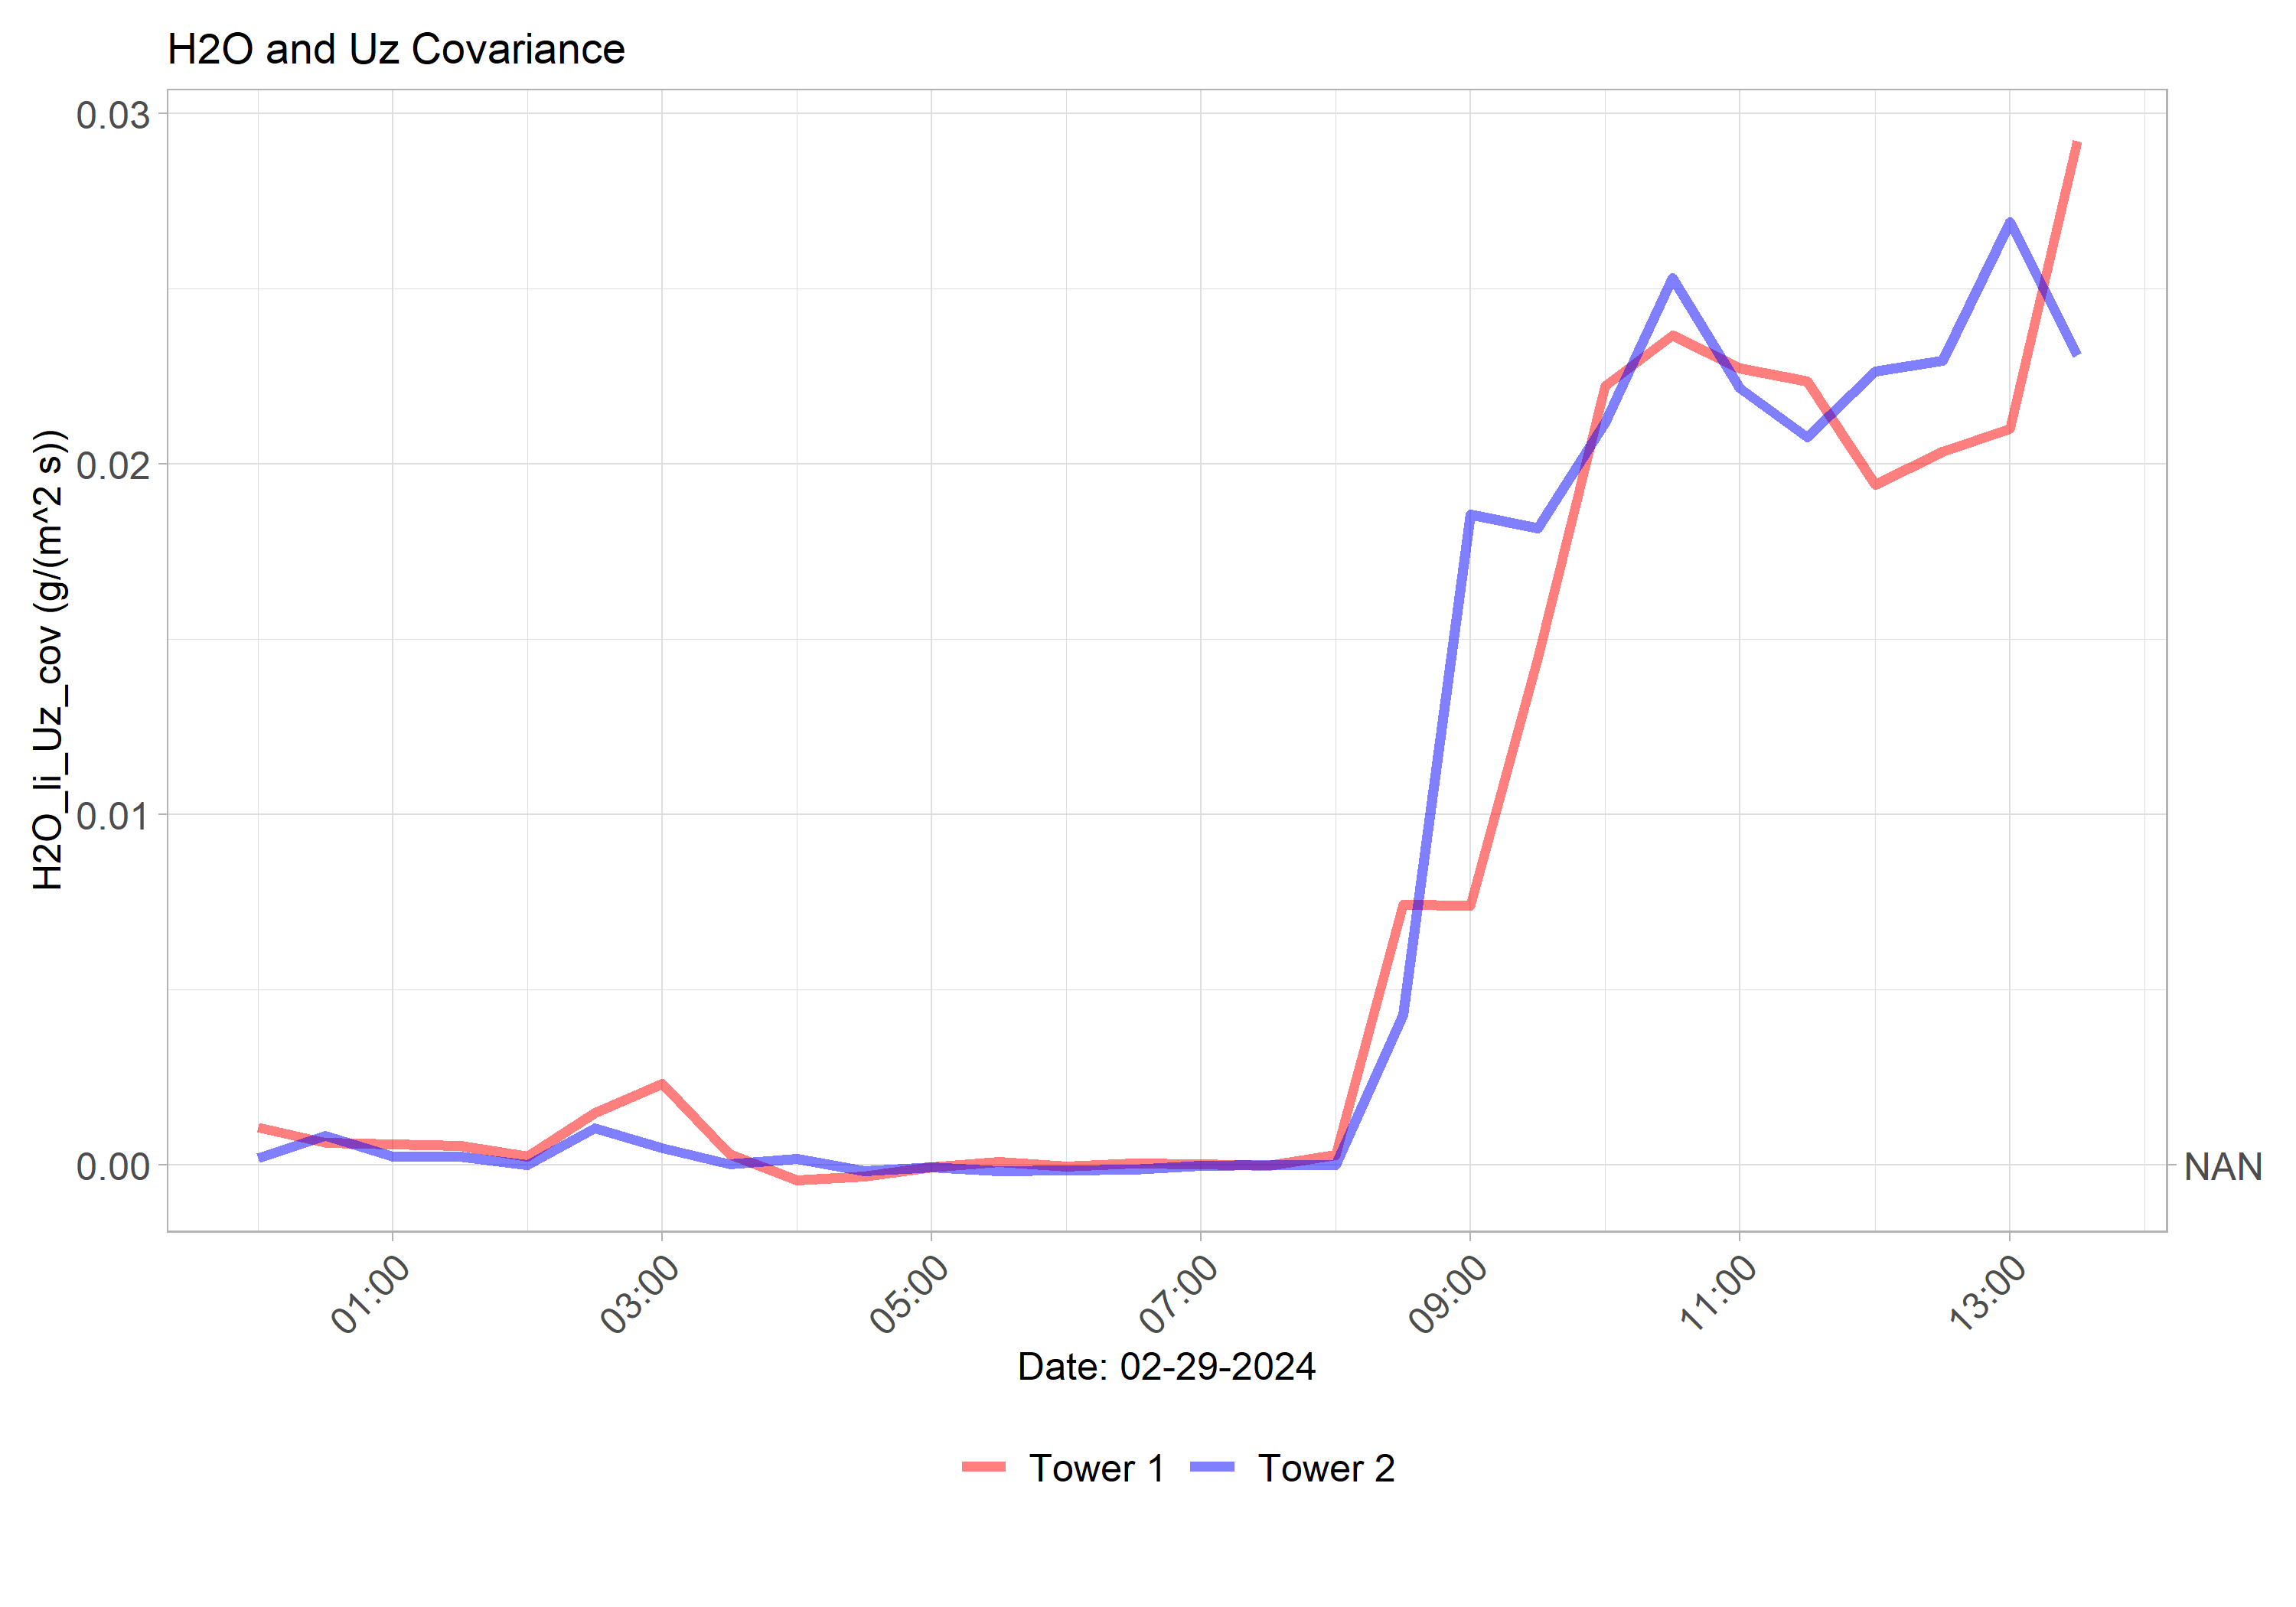 H2O and Uz Covariance
H2O_li_Uz_cov (g/(m^2 s))
0.03
0.02
0.01
0.00
NAN
01:00
03:00
05:00
07:00
09:00
11:00
13:00
Date: 02-29-2024
Tower 1
Tower 2